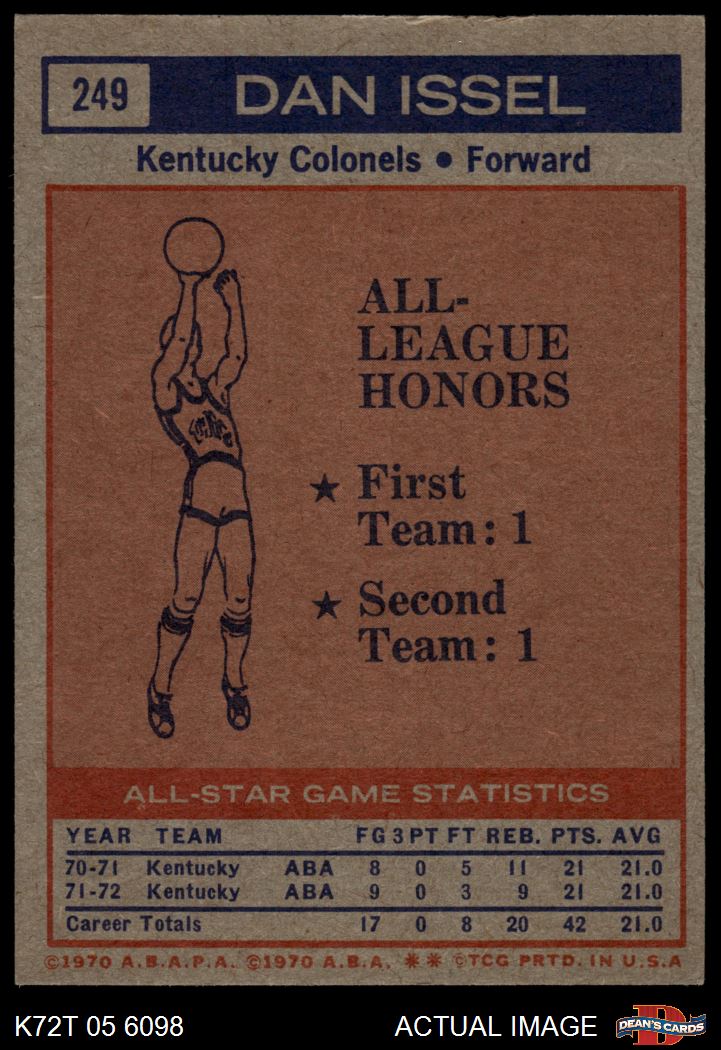 249 DAN ISSEL
Kentucky Colonels • Forward
ALL-
LEAGUE
HONORS
★ First
Team: 1
★ Second
Team: 1
ALL-STAR GAME STATISTICS
YEAR TEAM FG 3PT FT REB. PTS. AVG
70-71 Kentucky ABA 8 0 5 11 21 21.0
71-72 Kentucky ABA 9 0 3 9 21 21.0
Career Totals 17 0 8 20 42 21.0
©1970 A.B.A.P.A. ©1970 A.B.A. ** ©TCG PRTD. IN U.S.A
K72T 05 6098 ACTUAL IMAGE DEAN'S CARDS